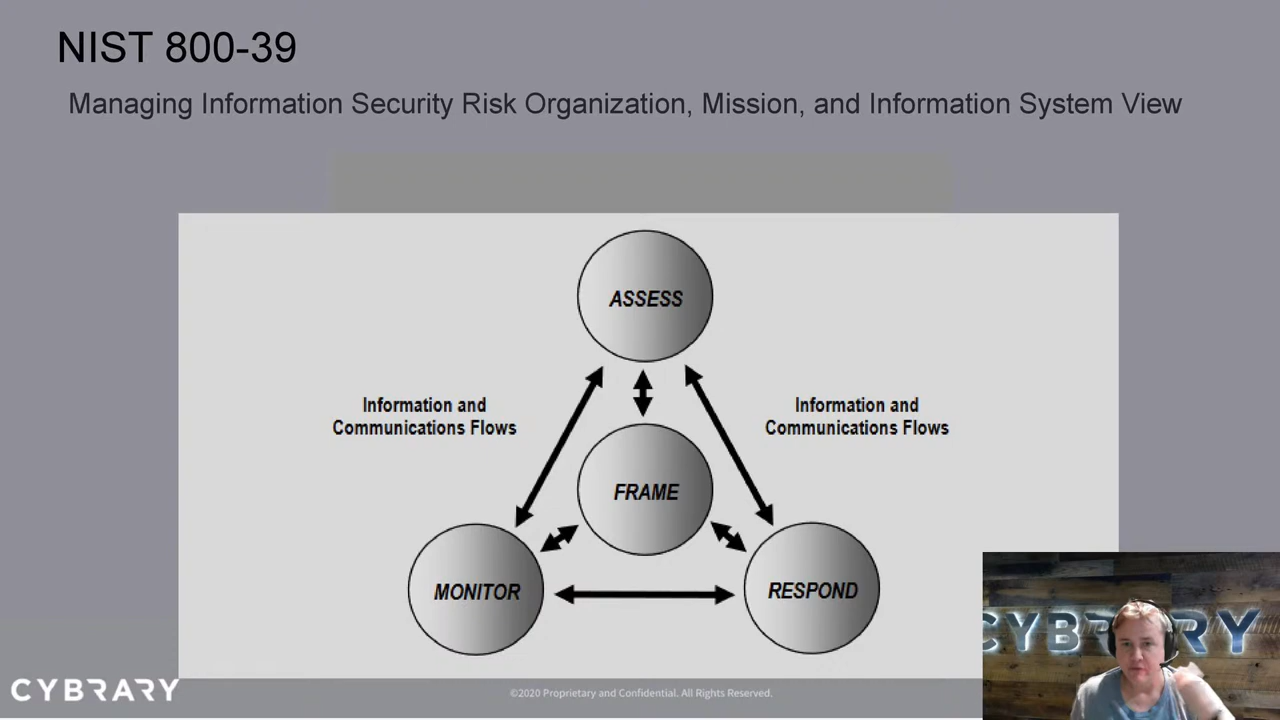 NIST 800-39
Managing Information Security Risk Organization, Mission, and Information System View
ASSESS
Information and
Communications Flows
Information and
Communications Flows
FRAME
MONITOR
RESPOND
CYBRARY
CYBRARY
©2020 Proprietary and Confidential. All Rights Reserved.